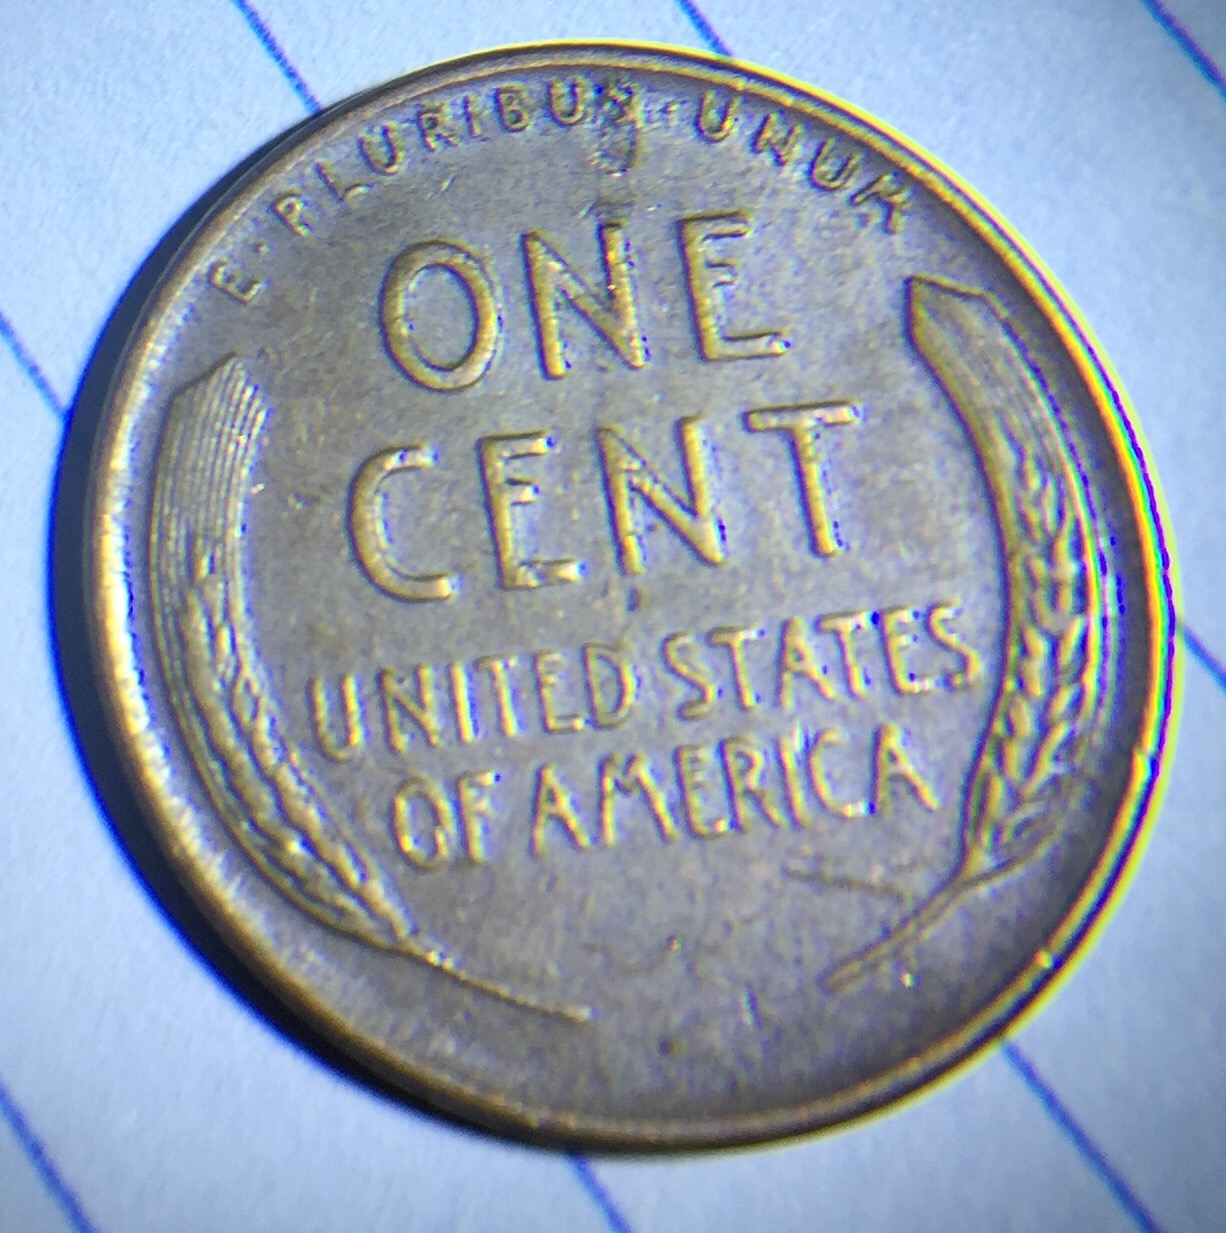 E·PLURIBUS·UNUM
ONE
CENT
UNITED STATES
OF AMERICA